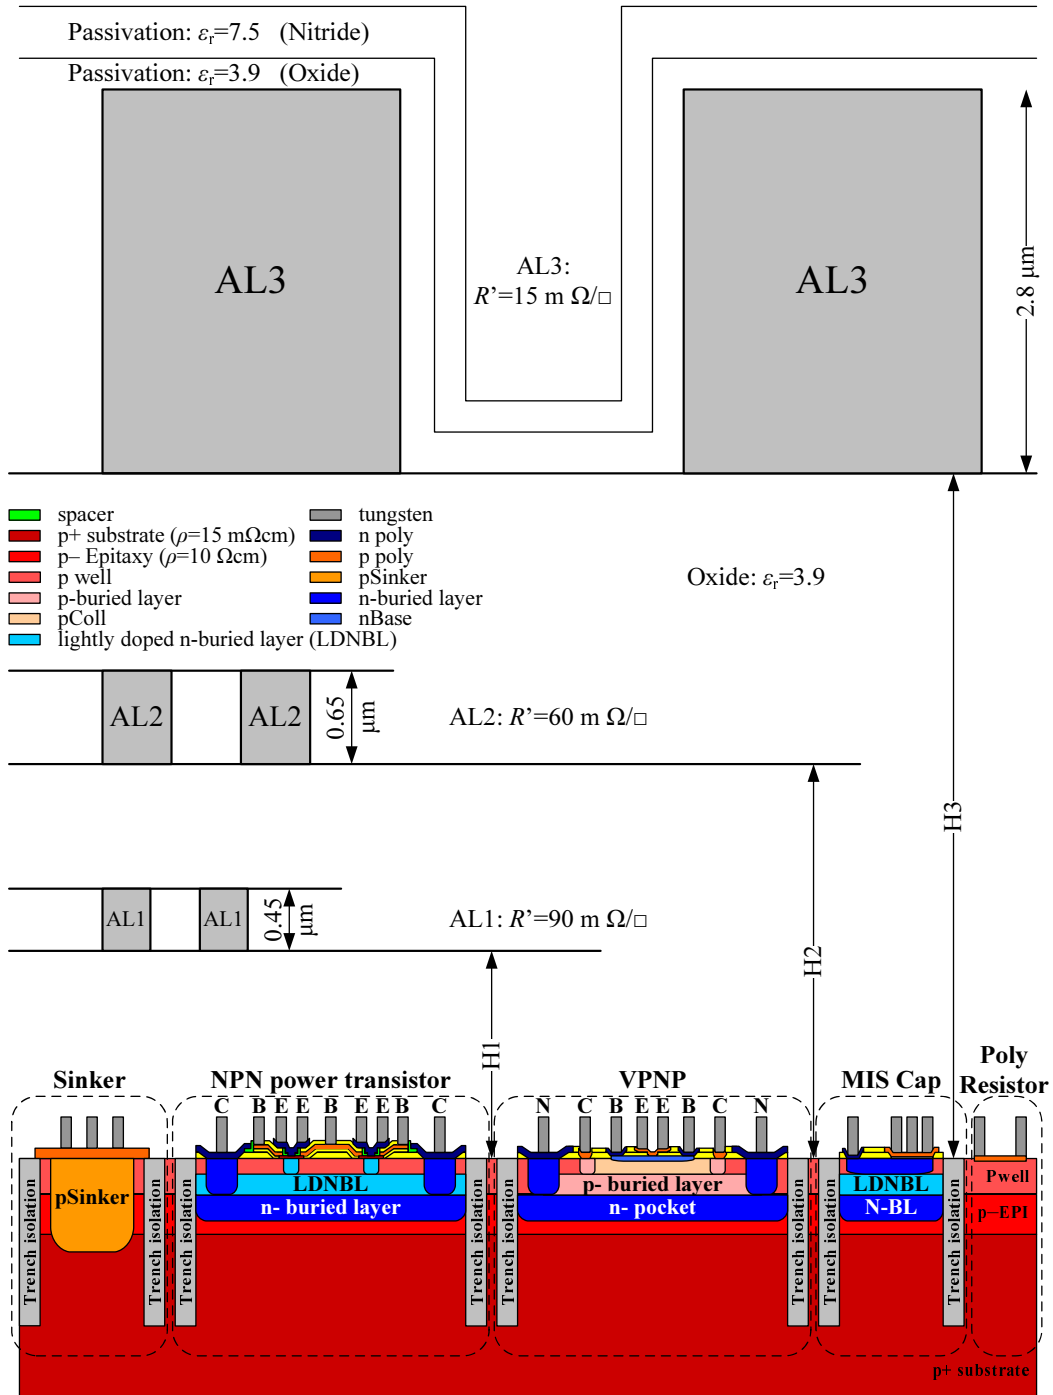 Passivation: εr=7.5 (Nitride)
Passivation: εr=3.9 (Oxide)
AL3
AL3
AL3:
R’=15 m Ω/□
2.8 μm
spacer
p+ substrate (ρ=15 mΩcm)
p– Epitaxy (ρ=10 Ωcm)
p well
p-buried layer
pColl
lightly doped n-buried layer (LDNBL)
tungsten
n poly
p poly
pSinker
n-buried layer
nBase
Oxide: εr=3.9
AL2
AL2
0.65
μm
AL2: R’=60 m Ω/□
H3
AL1
AL1
0.45
μm
AL1: R’=90 m Ω/□
H2
H1
Sinker
NPN power transistor
VPNP
MIS Cap
Poly
Resistor
C B E E B E E B C
N C B E E B C N
Trench isolation
pSinker
Trench isolation
Trench isolation
LDNBL
n- buried layer
Trench isolation
Trench isolation
p- buried layer
n- pocket
Trench isolation
Trench isolation
LDNBL
N-BL
Trench isolation
Pwell
p–EPI
p+ substrate